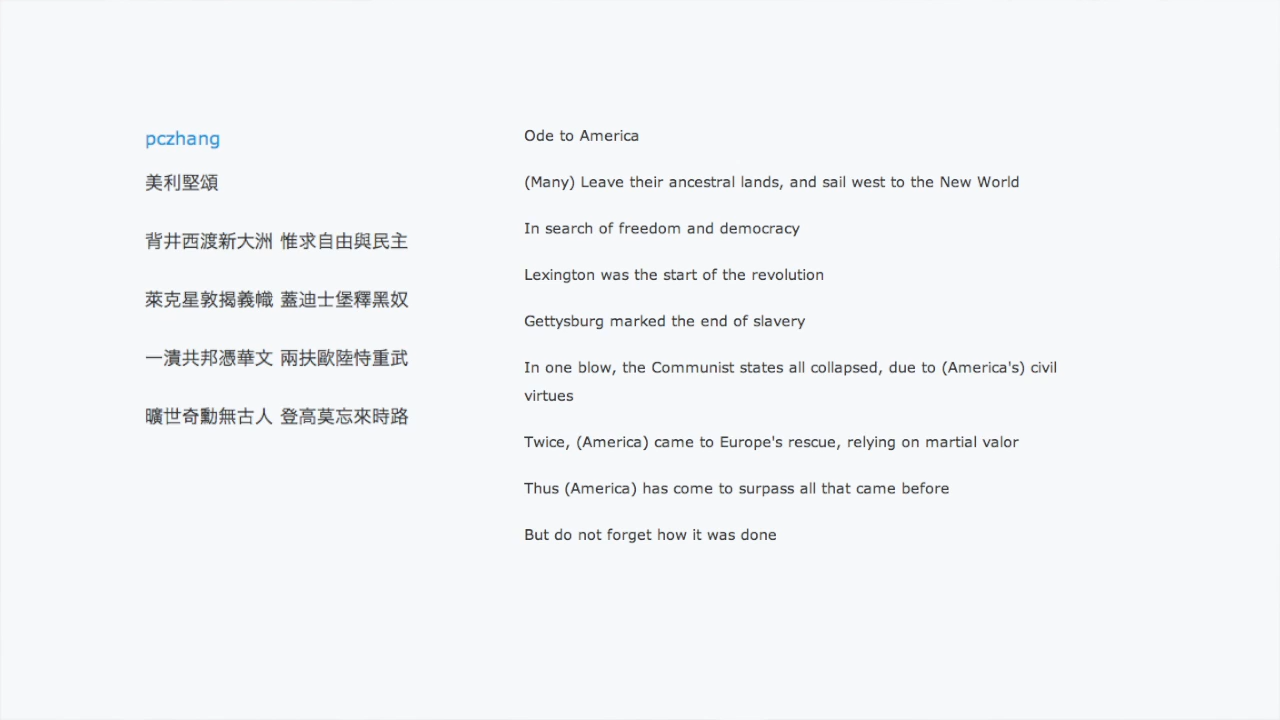 pczhang
美利堅頌
背井西渡新大洲 惟求自由與民主
萊克星敦揭義幟 蓋迪士堡釋黑奴
一潰共邦憑華文 兩扶歐陸恃重武
曠世奇勳無古人 登高莫忘來時路
Ode to America
(Many) Leave their ancestral lands, and sail west to the New World
In search of freedom and democracy
Lexington was the start of the revolution
Gettysburg marked the end of slavery
In one blow, the Communist states all collapsed, due to (America's) civil
virtues
Twice, (America) came to Europe's rescue, relying on martial valor
Thus (America) has come to surpass all that came before
But do not forget how it was done